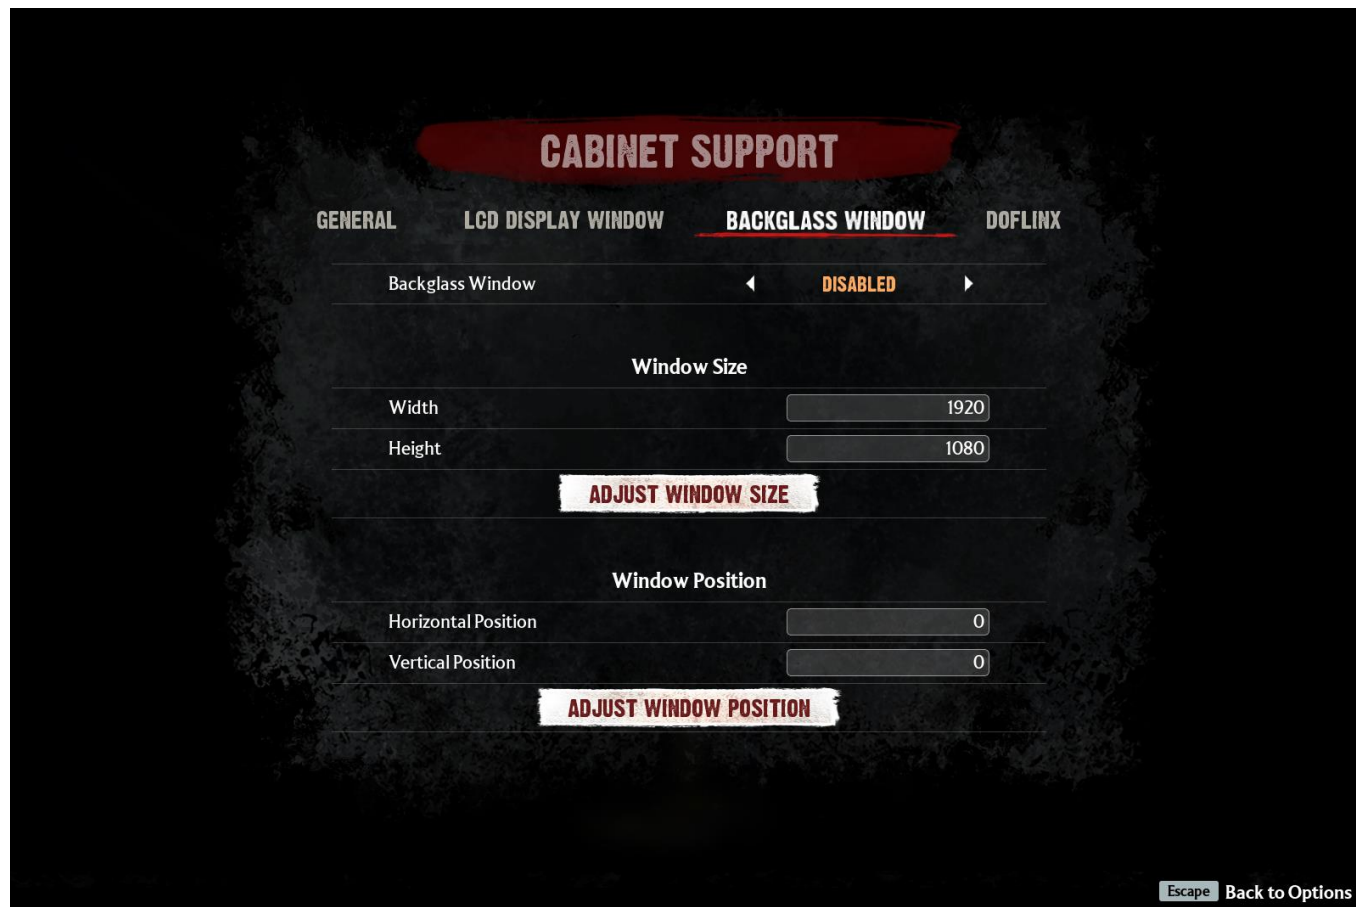 CABINET SUPPORT
GENERAL LCD DISPLAY WINDOW BACKGLASS WINDOW DOFLINX
Backglass Window DISABLED
Window Size
Width 1920
Height 1080
ADJUST WINDOW SIZE
Window Position
Horizontal Position 0
Vertical Position 0
ADJUST WINDOW POSITION
Escape Back to Options